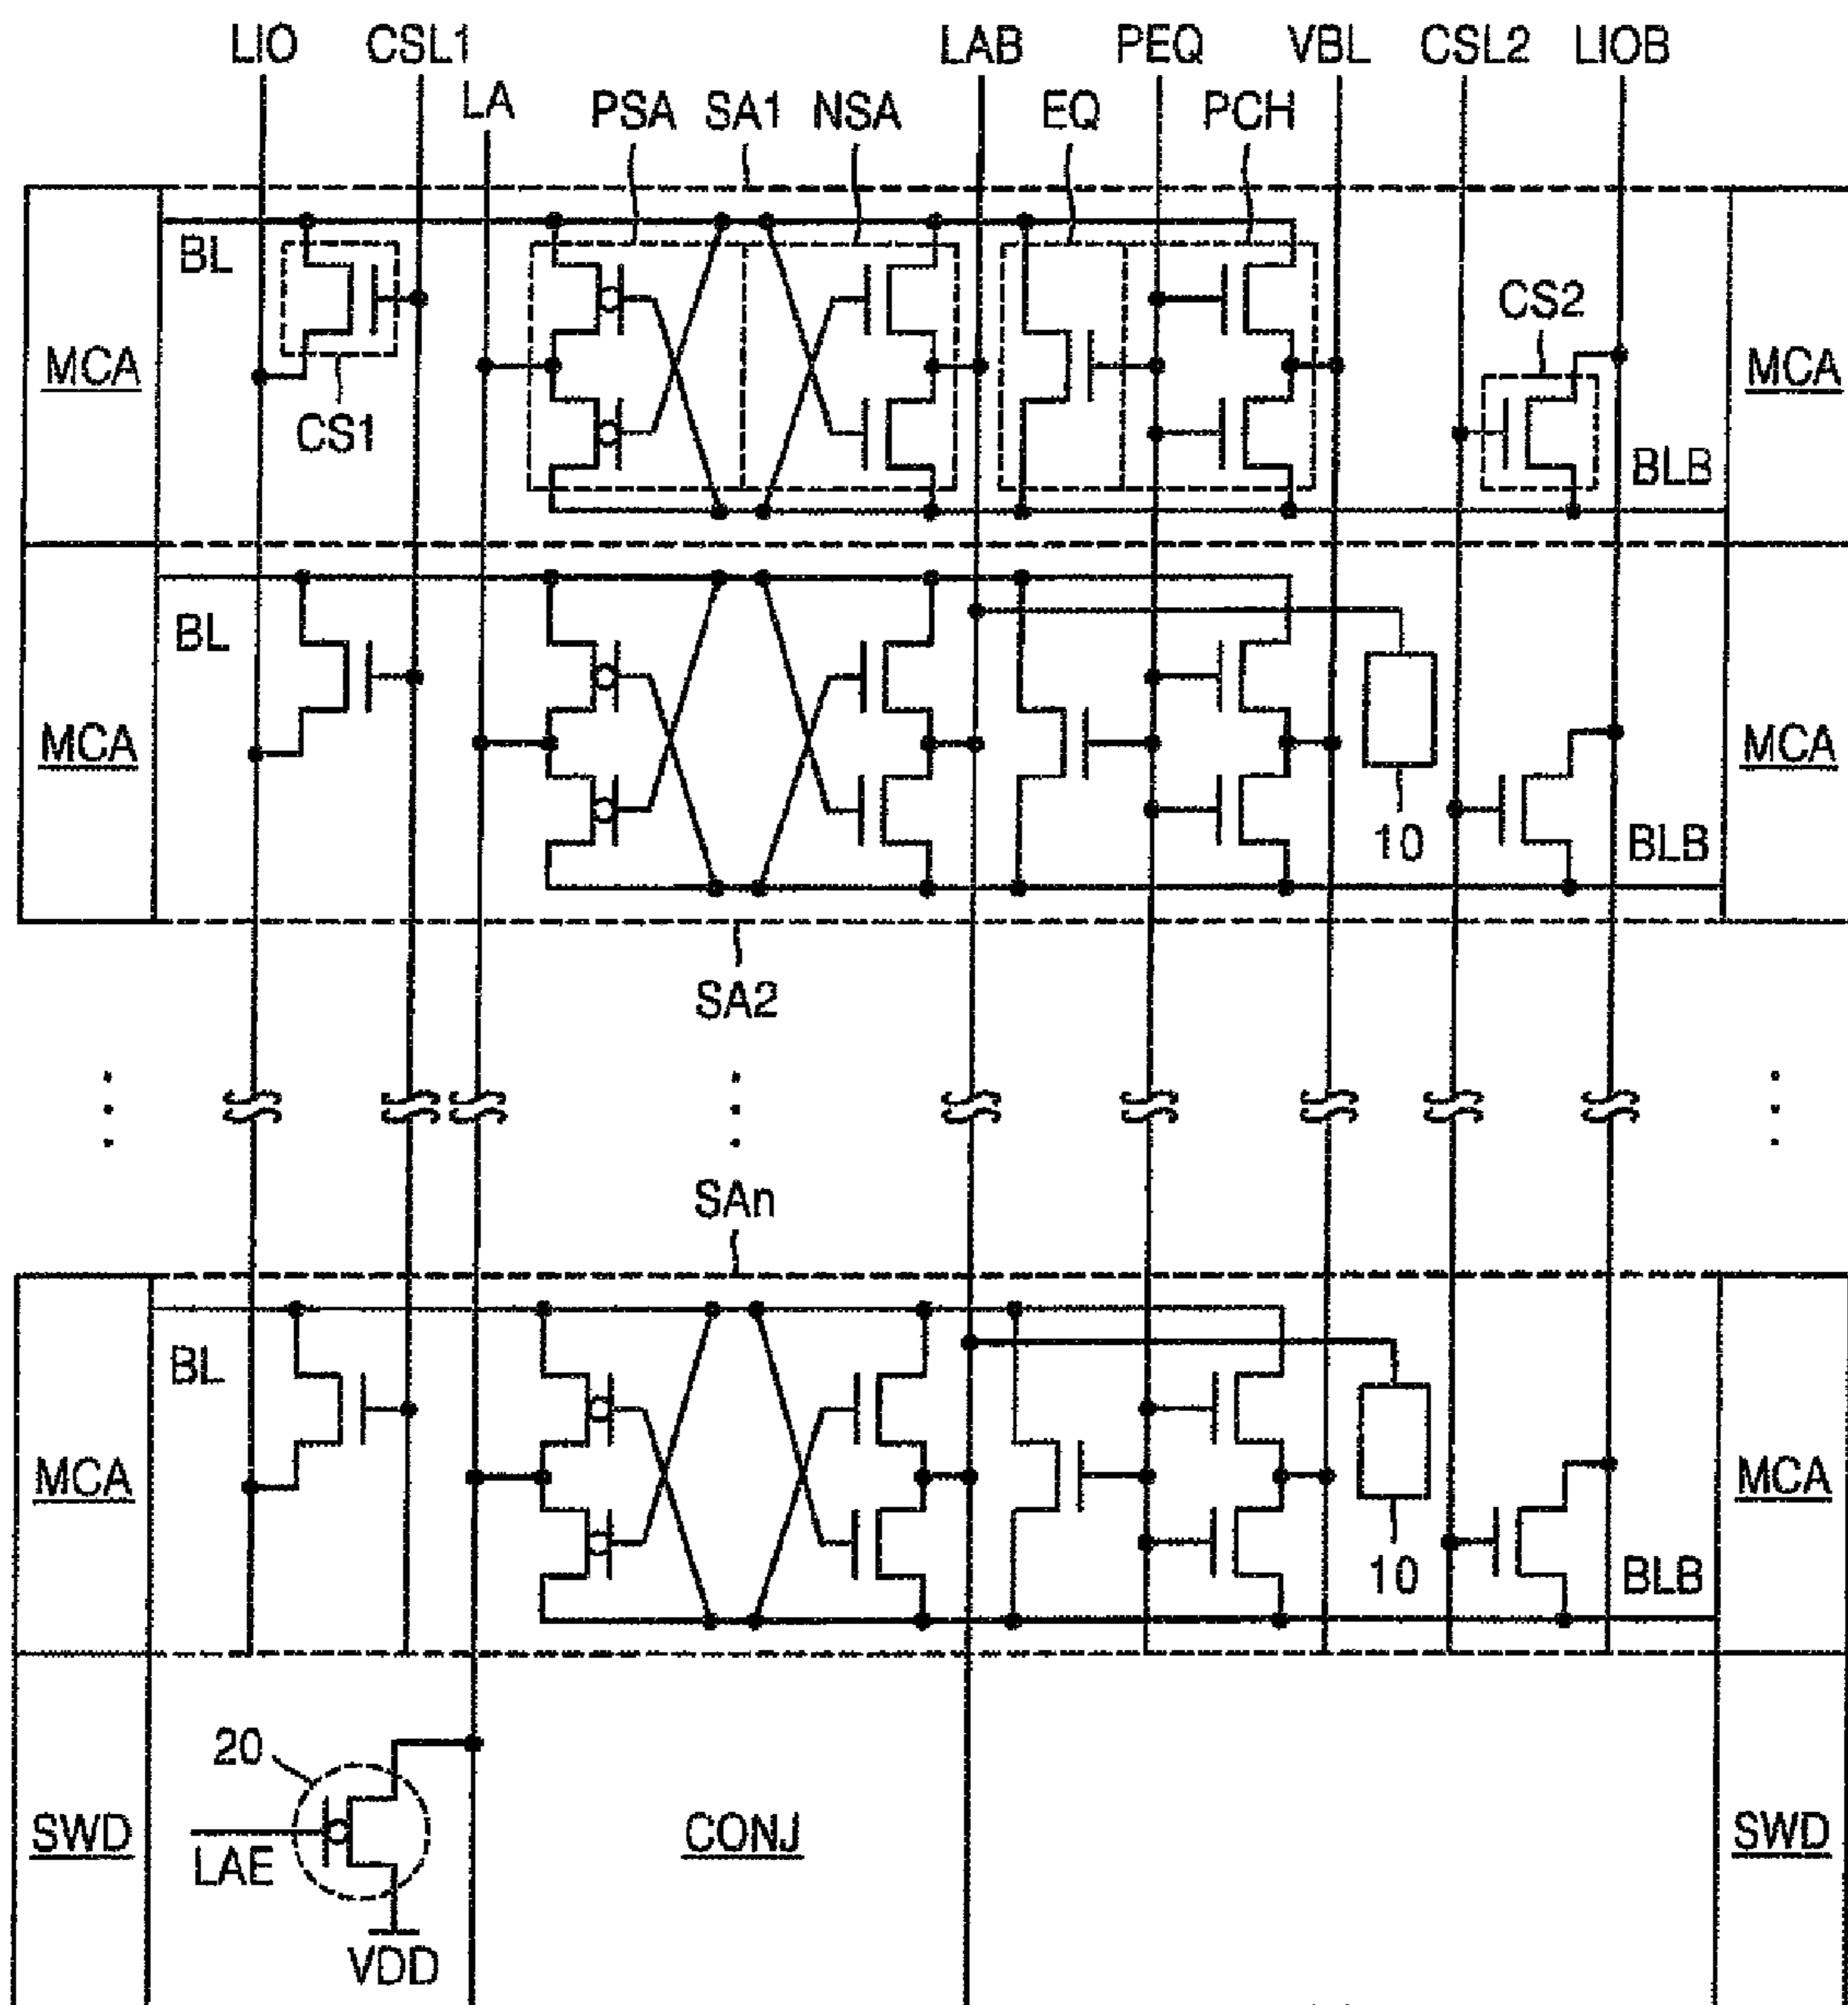 LIO CSL1 LAB PEQ VBL CSL2 LIOB
LA PSA SA1 NSA EQ PCH
BL
CS2
MCA MCA
CS1
BLB
BL
MCA MCA
10 BLB
SA2
SAn
BL
MCA MCA
10 BLB
20
SWD LAE CONJ SWD
VDD